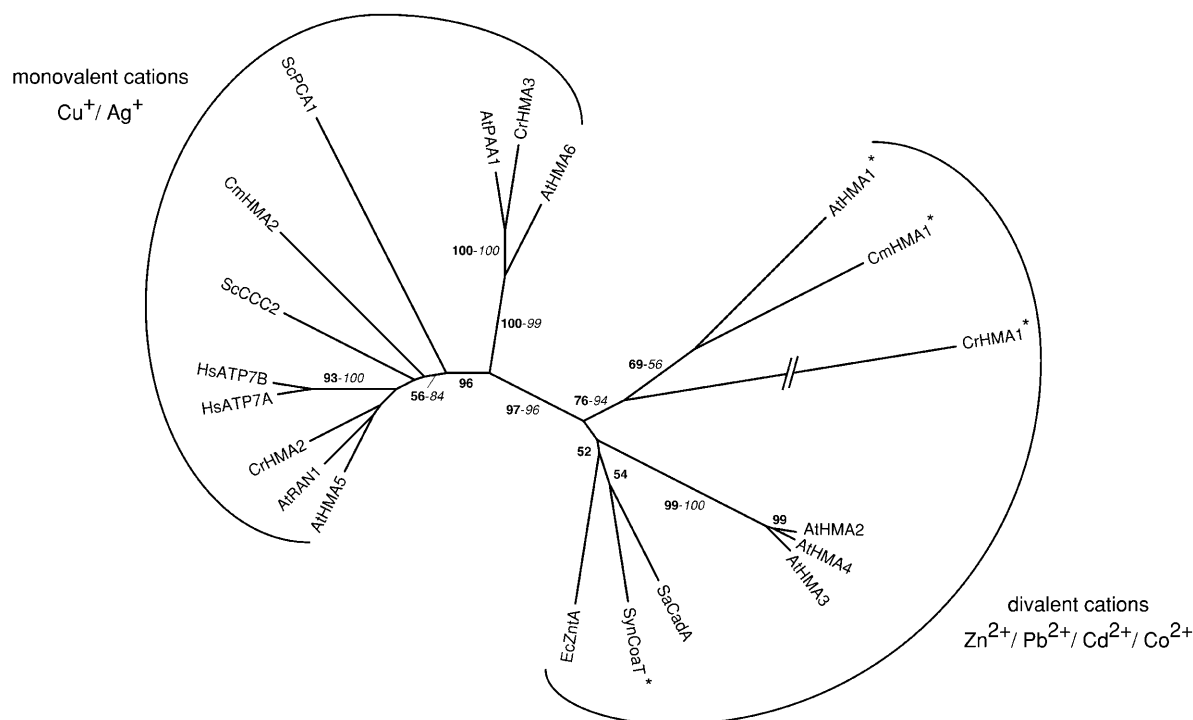 monovalent cations
Cu+/ Ag+
ScPCA1
AtPAA1
CrHMA3
AtHMA6
CmHMA2
ScCCC2
HsATP7B
HsATP7A
CrHMA2
AtRAN1
AtHMA5
93-100
56-84
96
100-100
100-99
97-96
AtHMA1*
CmHMA1*
CrHMA1*
69-56
76-94
52
54
99-100
99
AtHMA2
AtHMA4
AtHMA3
SaCadA
SynCoaT*
EcZntA
divalent cations
Zn2+/ Pb2+/ Cd2+/ Co2+